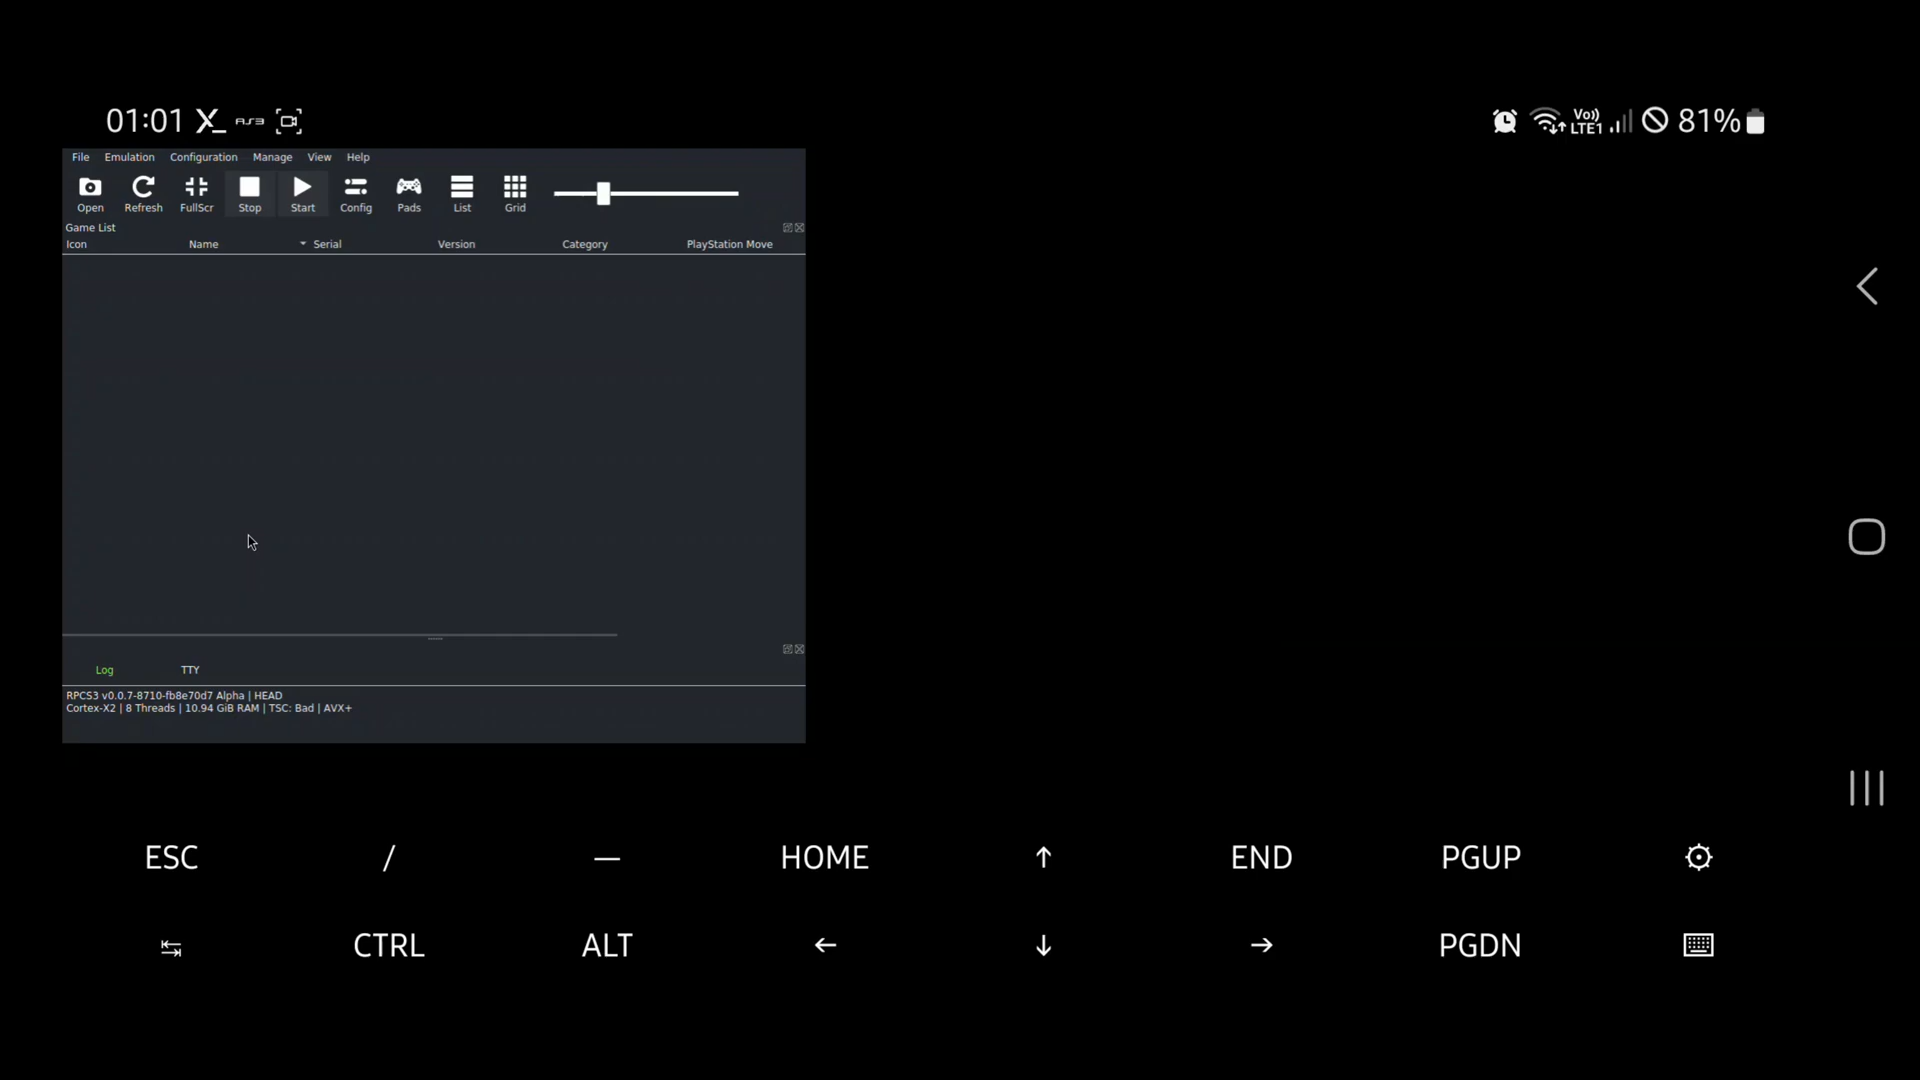 01:01 81%
Vo))
LTE1
File Emulation Configuration Manage View Help
Open Refresh FullScr Stop Start Config Pads List Grid
Game List
Icon Name Serial Version Category PlayStation Move
Log TTY
RPCS3 v0.0.7-8710-fb8e70d7 Alpha | HEAD
Cortex-X2 | 8 Threads | 10.94 GiB RAM | TSC: Bad | AVX+
ESC / — HOME ↑ END PGUP
CTRL ALT ← ↓ → PGDN